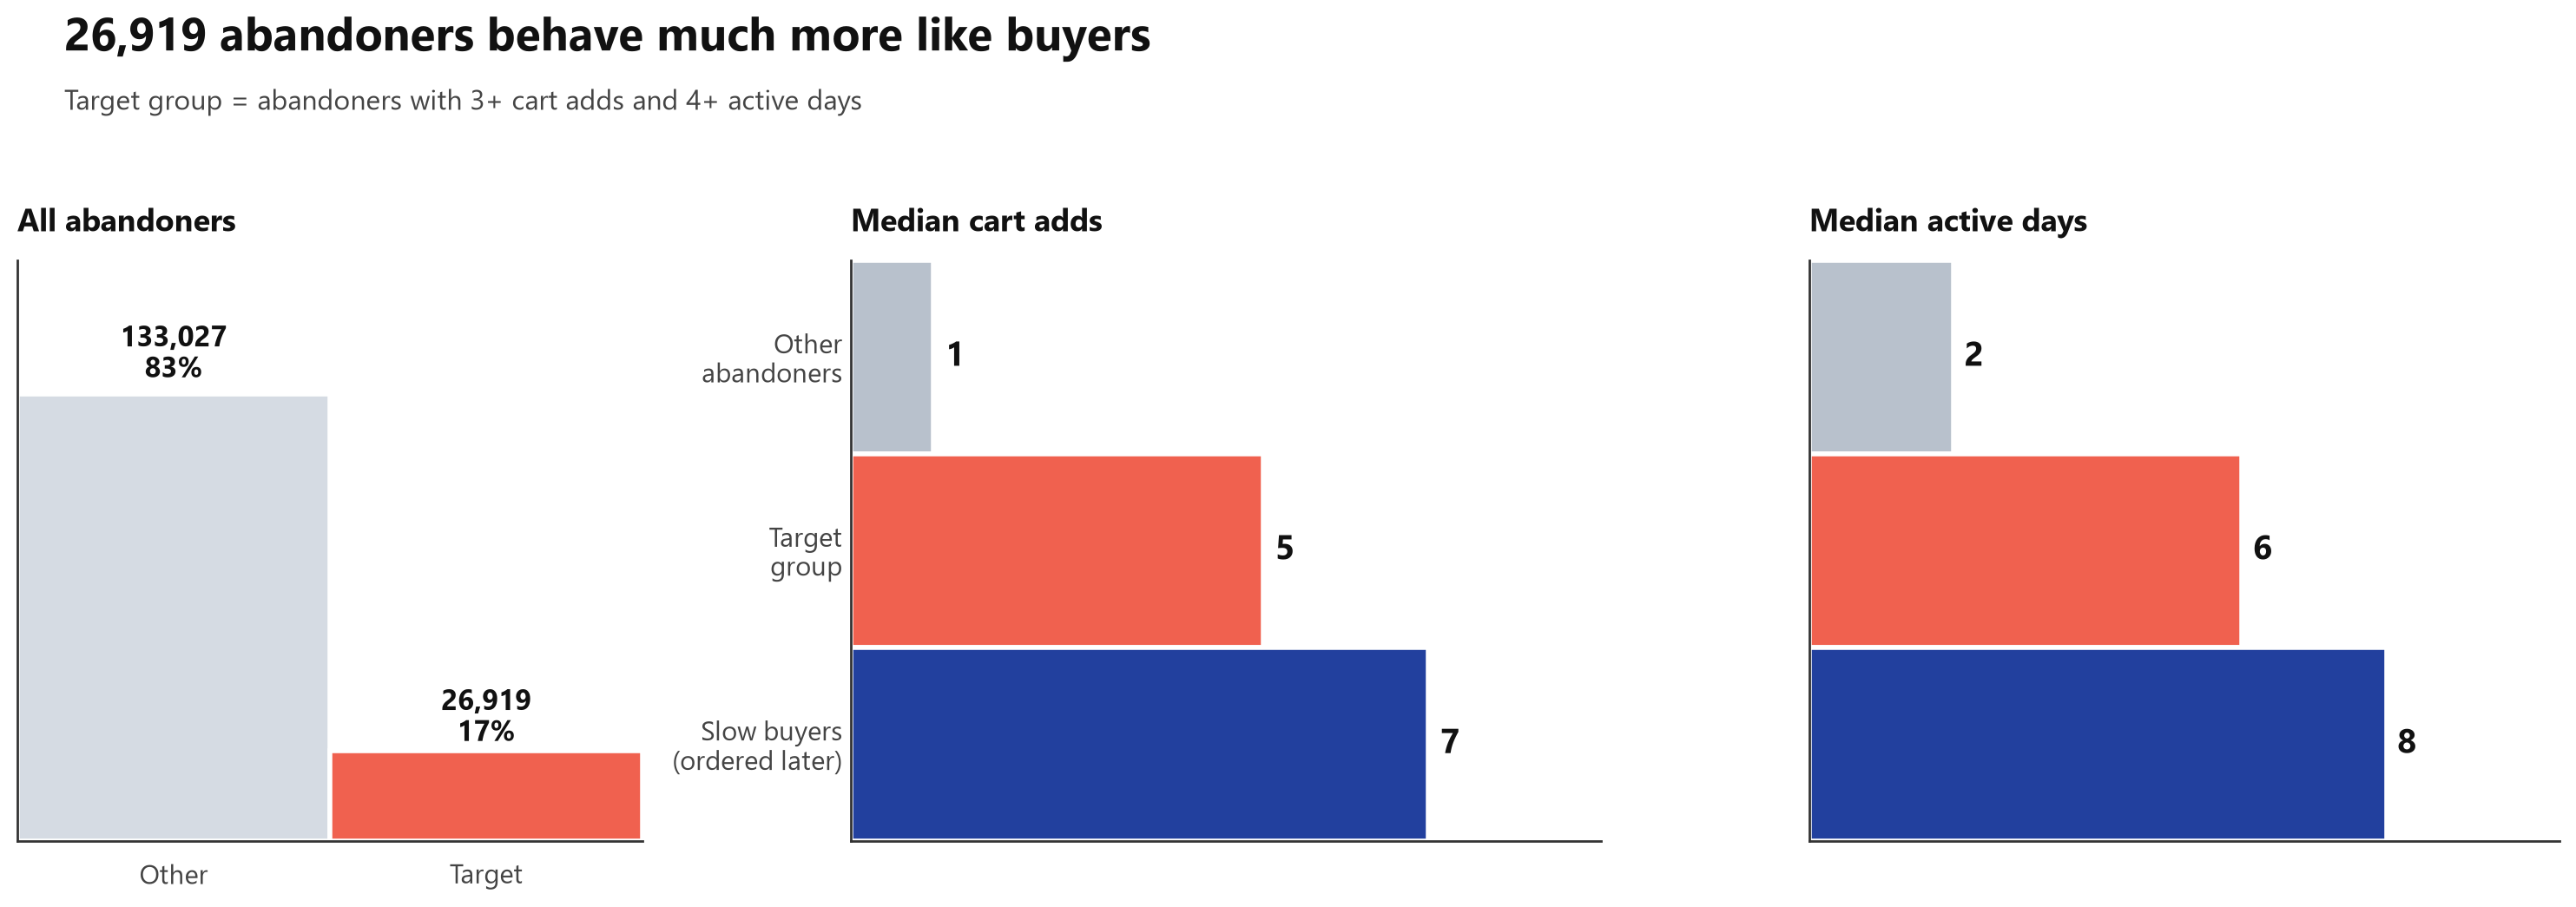 26,919 abandoners behave much more like buyers
Target group = abandoners with 3+ cart adds and 4+ active days
All abandoners
133,027
83%
26,919
17%
Other
Target
Median cart adds
Other
abandoners
1
Target
group
5
Slow buyers
(ordered later)
7
Median active days
2
6
8